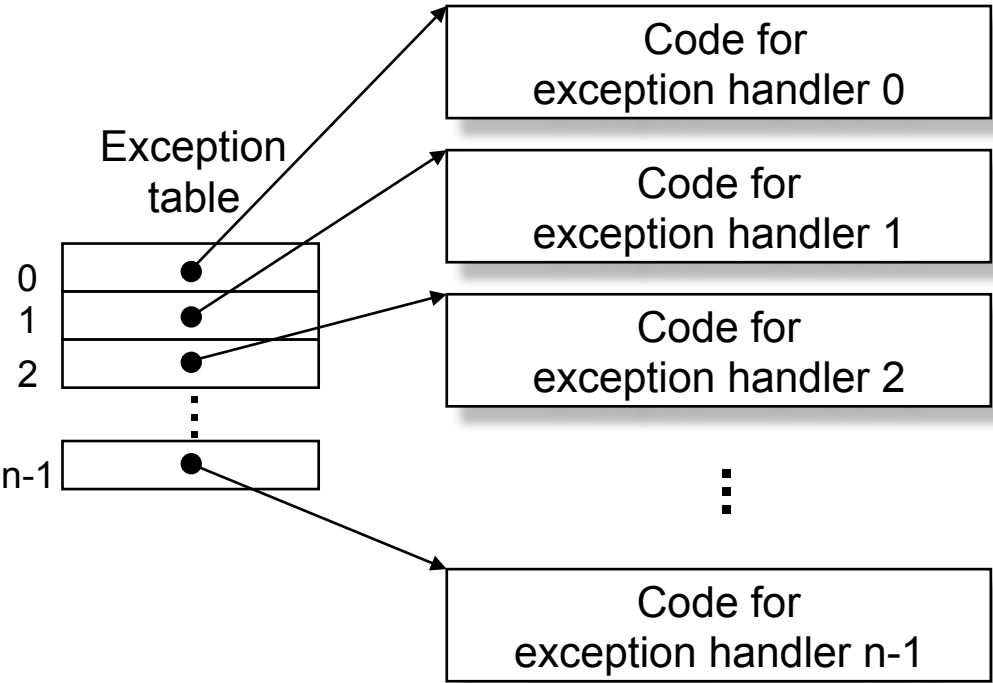 Code for
exception handler 0
Exception
table
Code for
exception handler 1
0
1
2
n-1
Code for
exception handler 2
Code for
exception handler n-1